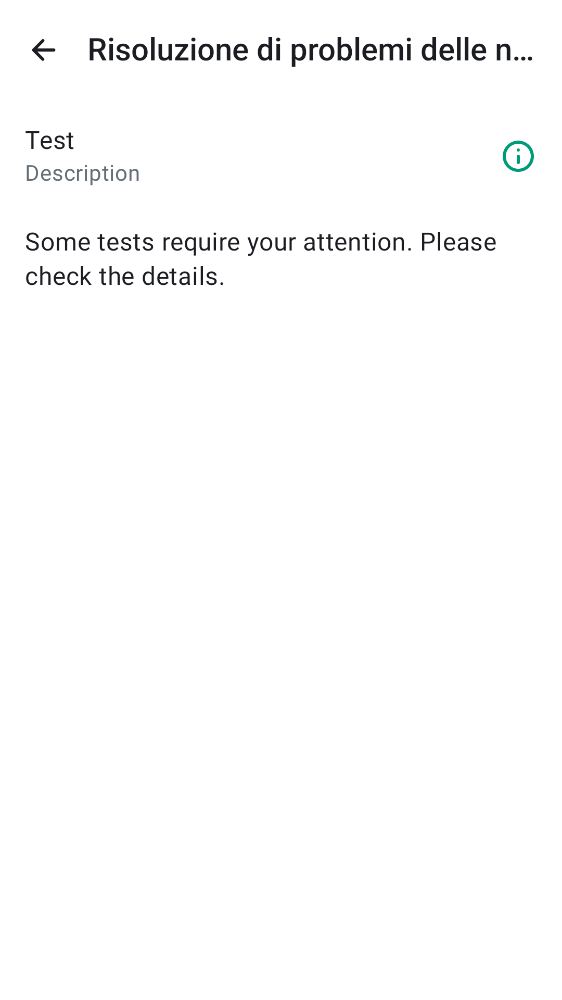 Risoluzione di problemi delle n...
Test
Description
Some tests require your attention. Please
check the details.